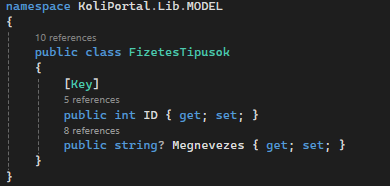 namespace KoliPortal.Lib.MODEL
{
10 references
public class FizetesTipusok
{
[Key]
5 references
public int ID { get; set; }
8 references
public string? Megnevezes { get; set; }
}
}